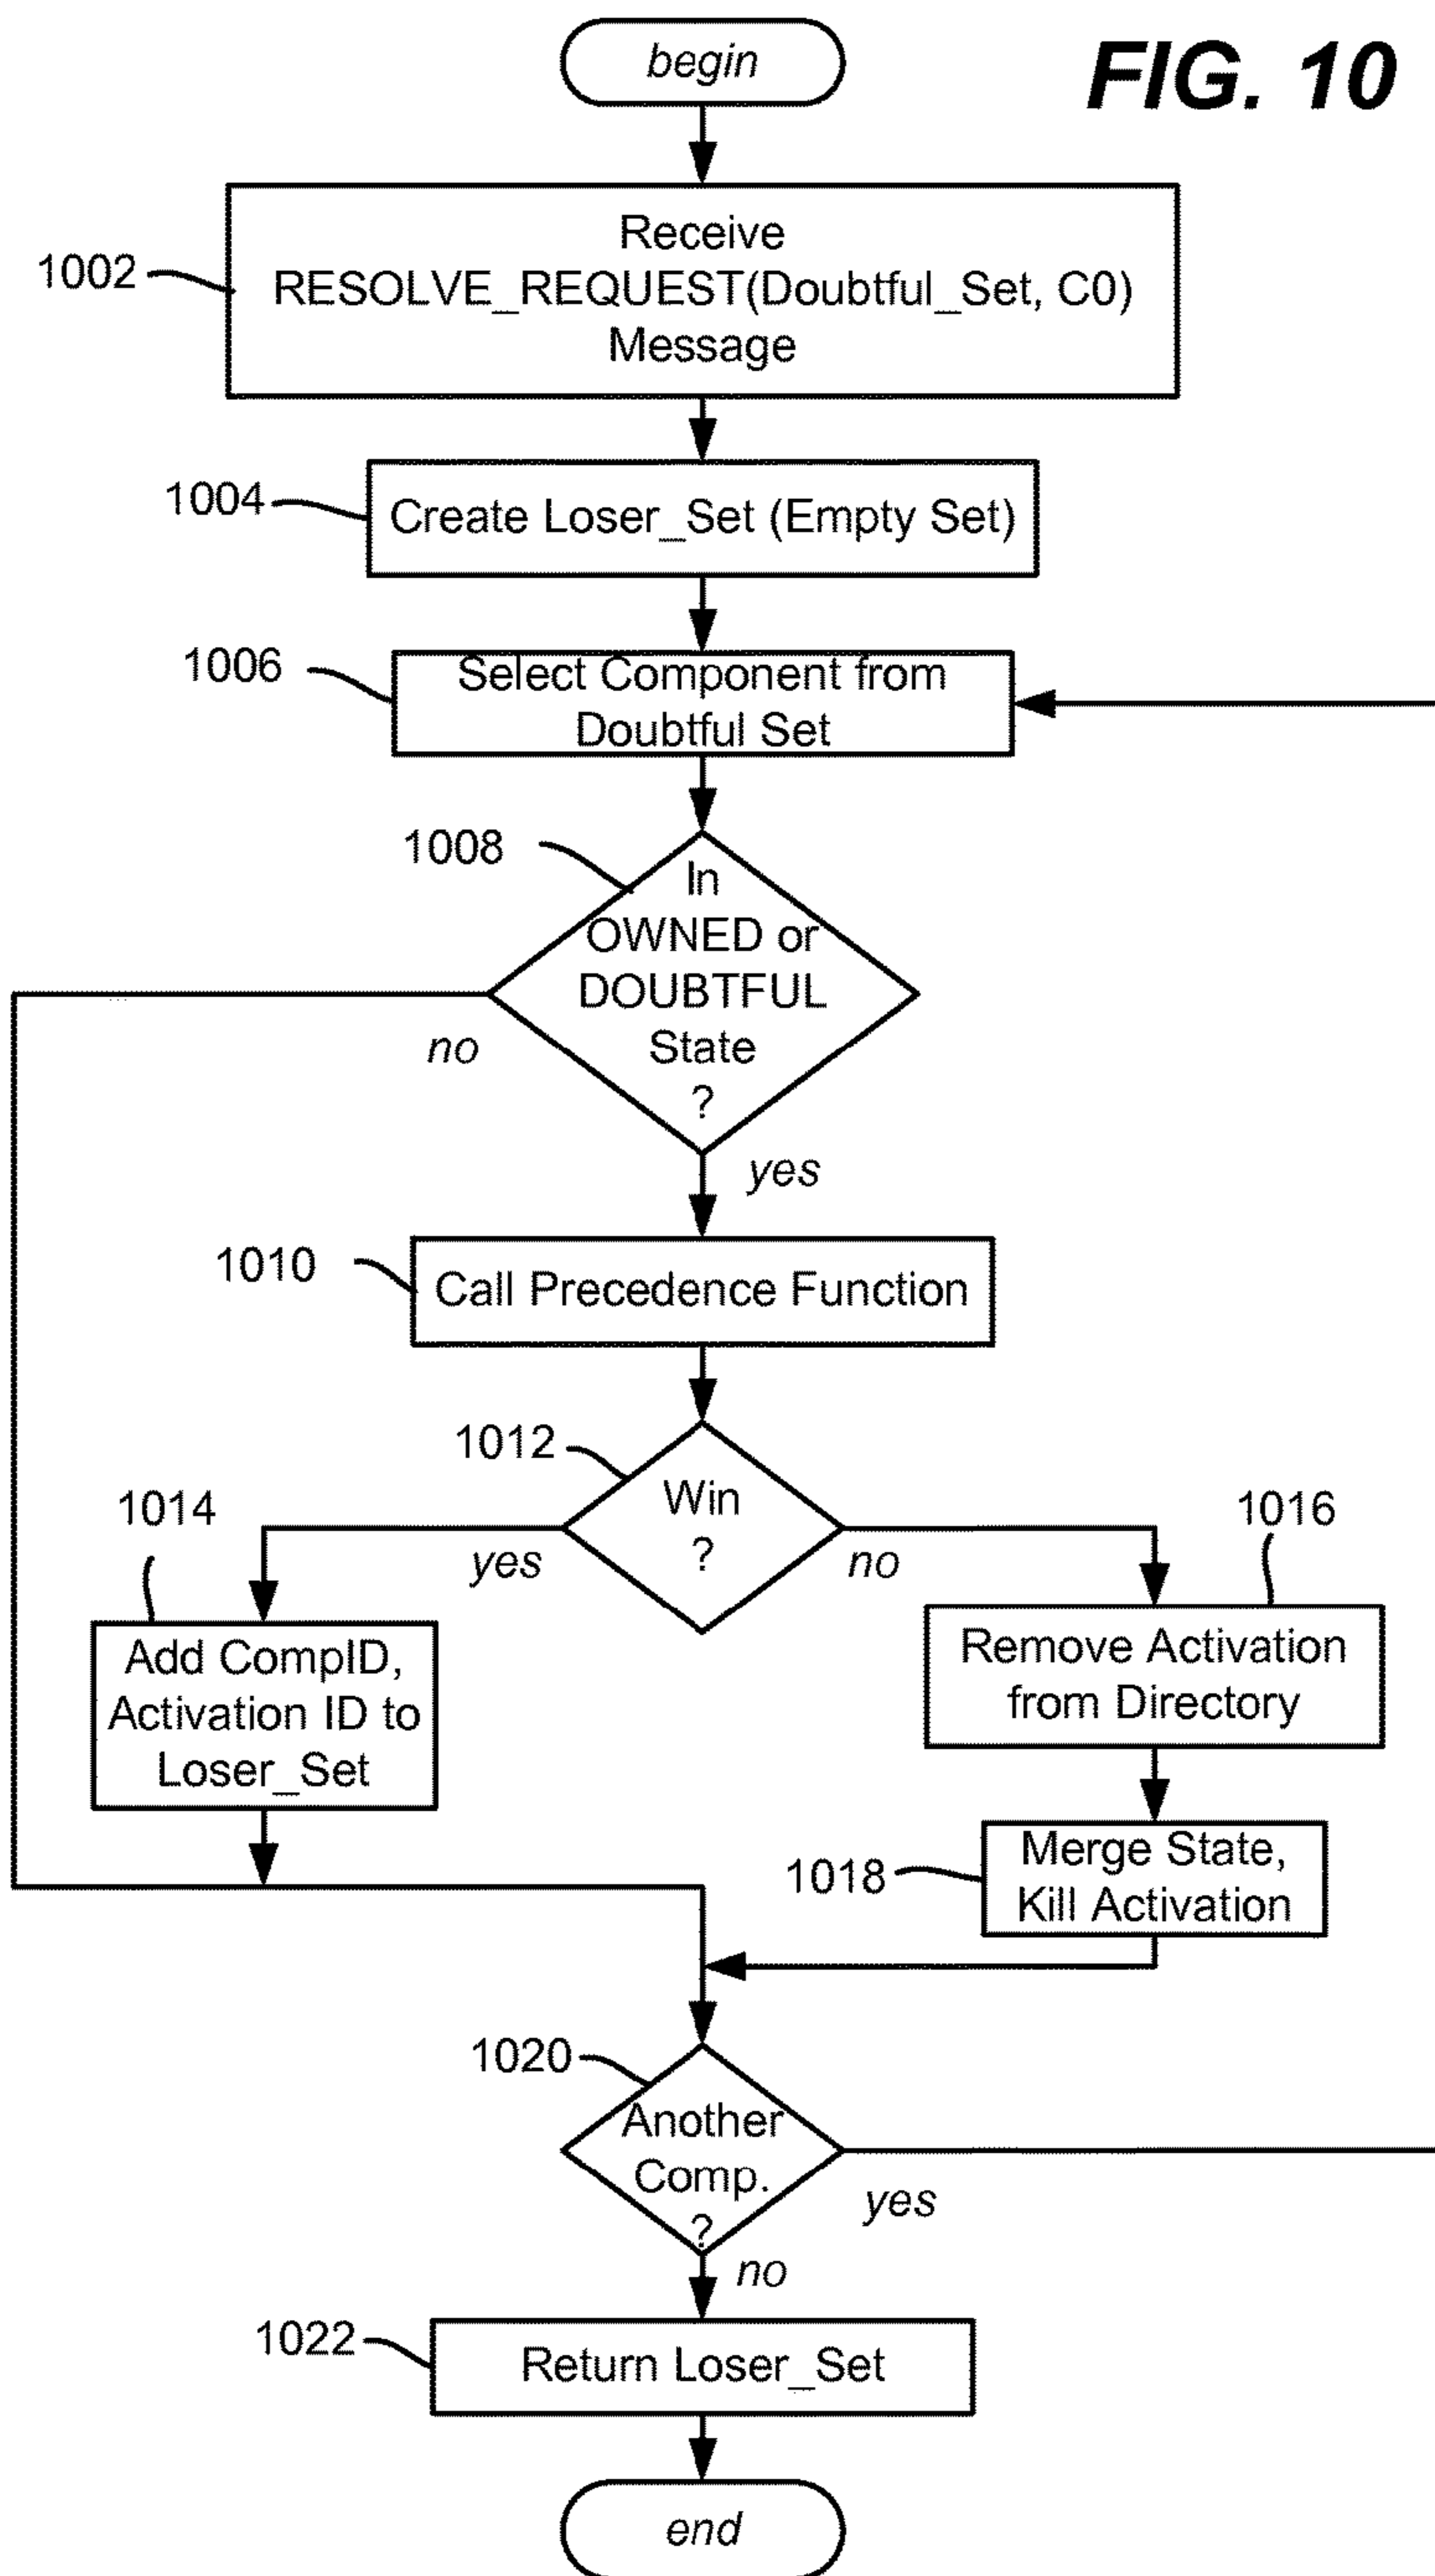 begin
FIG. 10
1002
Receive
RESOLVE_REQUEST(Doubtful_Set, C0)
Message
1004
Create Loser_Set (Empty Set)
1006
Select Component from
Doubtful Set
1008
In
OWNED or
DOUBTFUL
State
?
no
yes
1010
Call Precedence Function
1012
Win
?
yes
no
1014
Add CompID,
Activation ID to
Loser_Set
1016
Remove Activation
from Directory
1018
Merge State,
Kill Activation
1020
Another
Comp.
?
yes
no
1022
Return Loser_Set
end